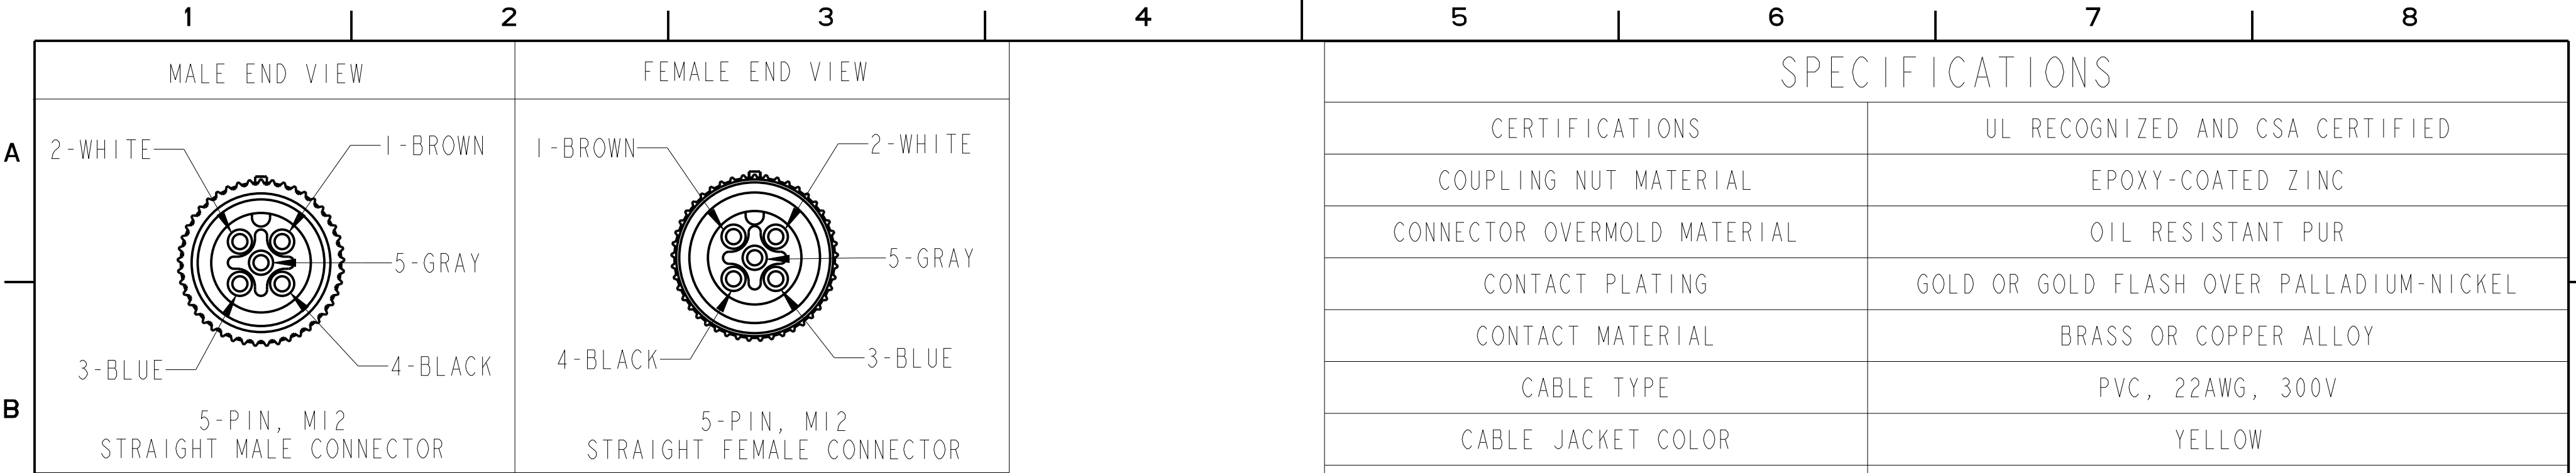 1 2 3 4 5 6 7 8
A
B
MALE END VIEW
2-WHITE
1-BROWN
5-GRAY
3-BLUE
4-BLACK
5-PIN, M12
STRAIGHT MALE CONNECTOR
FEMALE END VIEW
1-BROWN
2-WHITE
5-GRAY
4-BLACK
3-BLUE
5-PIN, M12
STRAIGHT FEMALE CONNECTOR
SPECIFICATIONS
CERTIFICATIONS UL RECOGNIZED AND CSA CERTIFIED
COUPLING NUT MATERIAL EPOXY-COATED ZINC
CONNECTOR OVERMOLD MATERIAL OIL RESISTANT PUR
CONTACT PLATING GOLD OR GOLD FLASH OVER PALLADIUM-NICKEL
CONTACT MATERIAL BRASS OR COPPER ALLOY
CABLE TYPE PVC, 22AWG, 300V
CABLE JACKET COLOR YELLOW